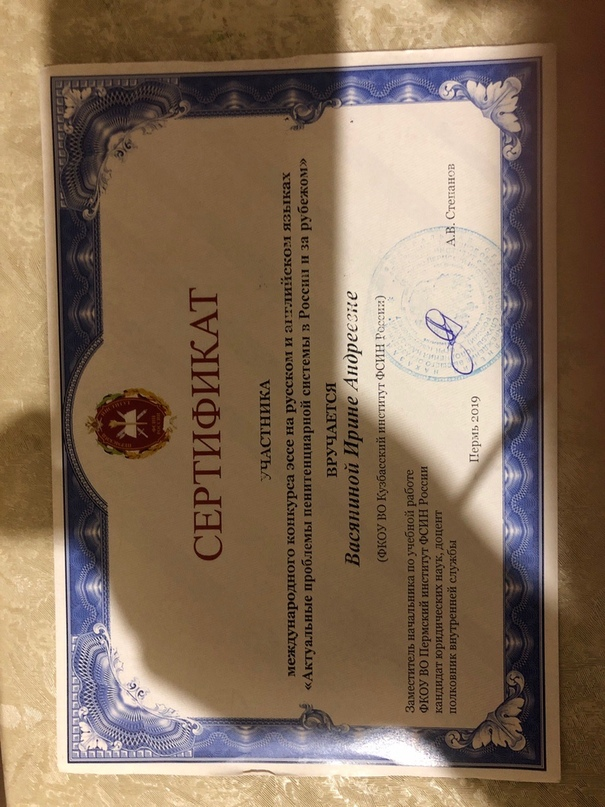 СЕРТИФИКАТ
УЧАСТНИКА
международного конкурса эссе на русском и английском языках
«Актуальные проблемы пенитенциарной системы в России и за рубежом»
ВРУЧАЕТСЯ
Васяниной Ирине Андреевне
(ФКОУ ВО Кузбасский институт ФСИН России)
Заместитель начальника по учебной работе
ФКОУ ВО Пермский институт ФСИН России
кандидат юридических наук, доцент
полковник внутренней службы
А.В. Степанов
Пермь 2019